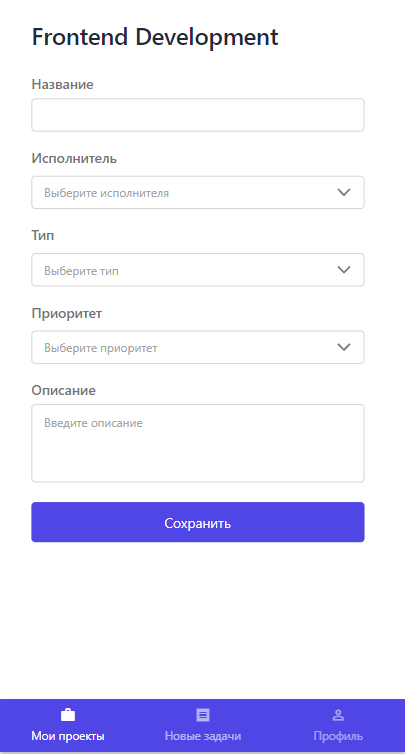 Frontend Development
Название
Исполнитель
Выберите исполнителя
Тип
Выберите тип
Приоритет
Выберите приоритет
Описание
Введите описание
Сохранить
Мои проекты
Новые задачи
Профиль